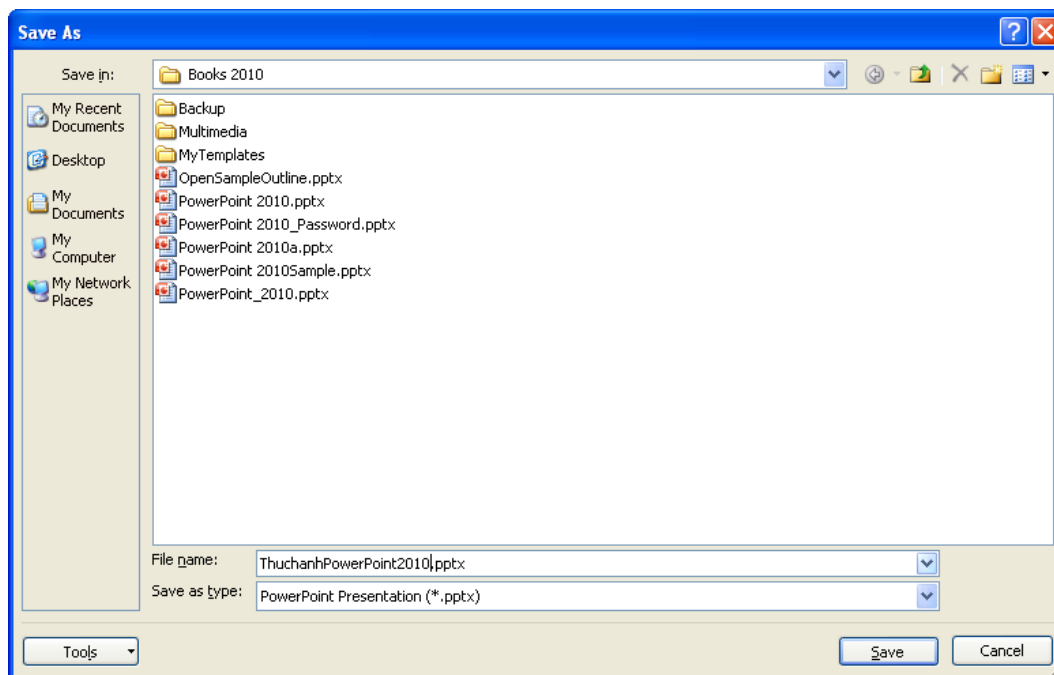 Save As
Save in:
Books 2010
My Recent
Documents
Desktop
My
Documents
My
Computer
My Network
Places
Backup
Multimedia
MyTemplates
OpenSampleOutline.pptx
PowerPoint 2010.pptx
PowerPoint 2010_Password.pptx
PowerPoint 2010a.pptx
PowerPoint 2010Sample.pptx
PowerPoint_2010.pptx
File name:
ThuchanhPowerPoint2010.pptx
Save as type:
PowerPoint Presentation (*.pptx)
Tools
Save
Cancel